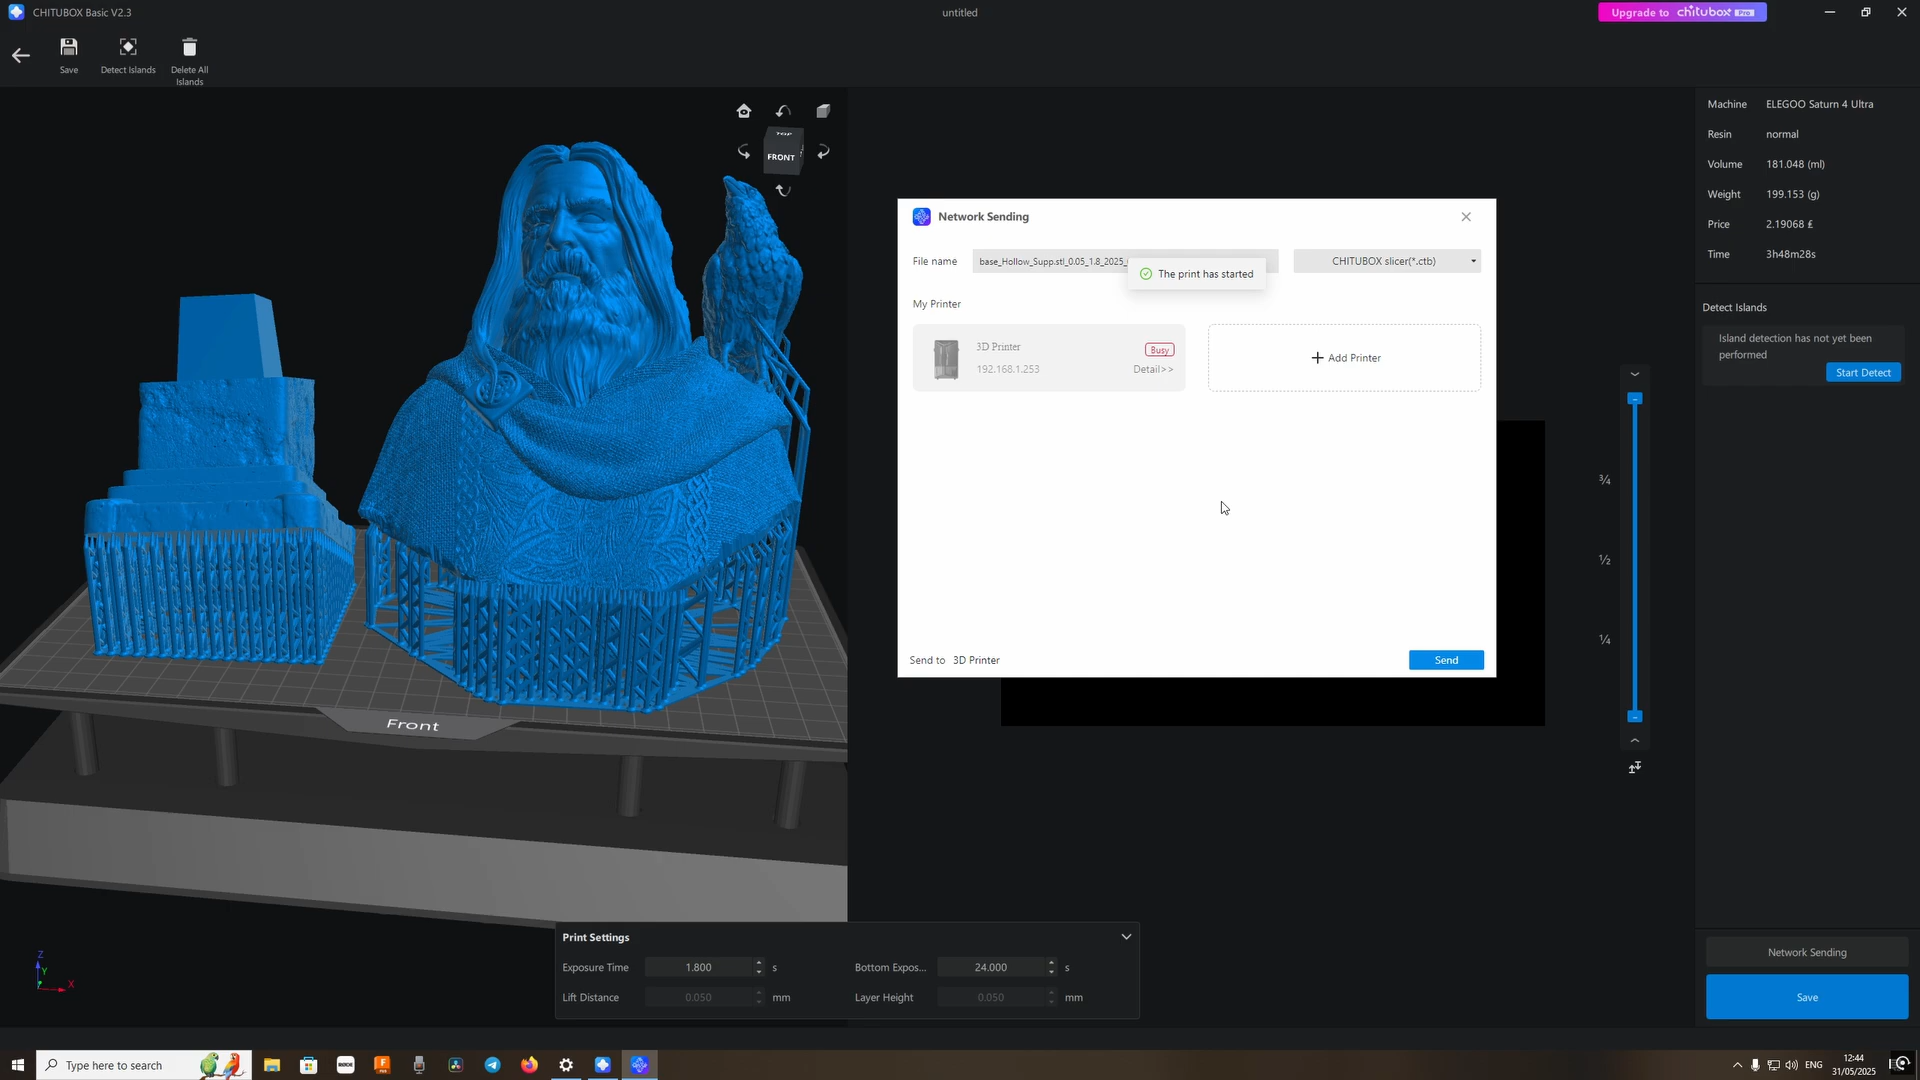 CHITUBOX Basic V2.3
untitled
Upgrade to chitubox Pro
Save
Detect Islands
Delete All
Islands
TOP
FRONT
Front
Z
Y
X
Network Sending
File name
base_Hollow_Supp.stl_0.05_1.8_2025_
CHITUBOX slicer(*.ctb)
The print has started
My Printer
3D Printer
Busy
192.168.1.253
Detail>>
Add Printer
Send to 3D Printer
Send
¾
½
¼
Machine ELEGOO Saturn 4 Ultra
Resin normal
Volume 181.048 (ml)
Weight 199.153 (g)
Price 2.19068 £
Time 3h48m28s
Detect Islands
Island detection has not yet been
performed
Start Detect
Print Settings
Exposure Time 1.800 s Bottom Expos... 24.000 s
Lift Distance 0.050 mm Layer Height 0.050 mm
Network Sending
Save
Type here to search
ENG
12:44
31/05/2025